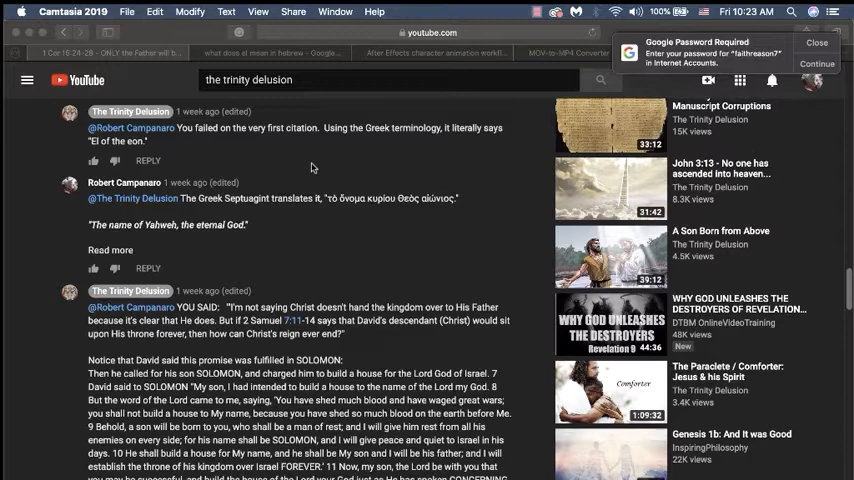 Camtasia 2019 File Edit Modify Text View Share Window Help 100% Fri 10:23 AM
youtube.com
1 Cor 15:24-28 - ONLY the Father will be...
what does el mean in hebrew - Google...
After Effects character animation workfl...
MOV-to-MP4 Converter
Google Password Required
Enter your password for "faithreason7"
in Internet Accounts.
Close
Continue
YouTube
the trinity delusion
The Trinity Delusion 1 week ago (edited)
@Robert Campanaro You failed on the very first citation. Using the Greek terminology, it literally says
"El of the eon."
REPLY
Robert Campanaro 1 week ago (edited)
@The Trinity Delusion The Greek Septuagint translates it, "τὸ ὄνομα κυρίου Θεὸς αἰώνιος."
"The name of Yahweh, the eternal God."
Read more
REPLY
The Trinity Delusion 1 week ago (edited)
@Robert Campanaro YOU SAID: "I'm not saying Christ doesn't hand the kingdom over to His Father
because it's clear that He does. But if 2 Samuel 7:11-14 says that David's descendant (Christ) would sit
upon His throne forever, then how can Christ's reign ever end?"
Notice that David said this promise was fulfilled in SOLOMON:
Then he called for his son SOLOMON, and charged him to build a house for the Lord God of Israel. 7
David said to SOLOMON "My son, I had intended to build a house to the name of the Lord my God. 8
But the word of the Lord came to me, saying, 'You have shed much blood and have waged great wars;
you shall not build a house to My name, because you have shed so much blood on the earth before Me.
9 Behold, a son will be born to you, who shall be a man of rest; and I will give him rest from all his
enemies on every side; for his name shall be SOLOMON, and I will give peace and quiet to Israel in his
days. 10 He shall build a house for My name, and he shall be My son and I will be his father; and I will
establish the throne of his kingdom over Israel FOREVER.' 11 Now, my son, the Lord be with you that
you may be successful, and build the house of the Lord your God just as He has spoken CONCERNING
Manuscript Corruptions
The Trinity Delusion
15K views
33:12
John 3:13 - No one has
ascended into heaven...
The Trinity Delusion
8.3K views
31:42
A Son Born from Above
The Trinity Delusion
4.5K views
39:12
WHY GOD UNLEASHES THE
DESTROYERS OF REVELATION...
DTBM OnlineVideoTraining
48K views
New
WHY GOD
UNLEASHES THE
DESTROYERS
Revelation 9
44:36
The Paraclete / Comforter:
Jesus & his Spirit
The Trinity Delusion
3.4K views
Comforter
1:09:32
Genesis 1b: And It was Good
InspiringPhilosophy
22K views